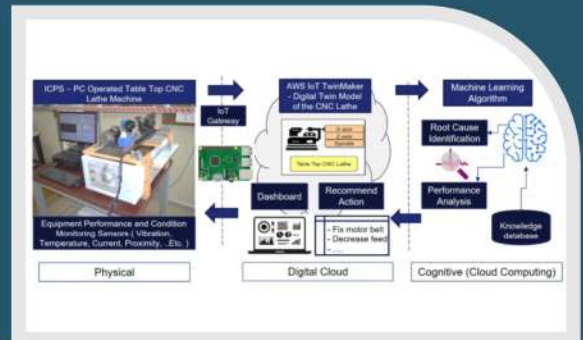 ICPS – PC Operated Table Top CNC
Lathe Machine
IoT
Gateway
Equipment Performance and Condition
Monitoring Sensors ( Vibration,
Temperature, Current, Proximity, ..Etc. )
Physical
AWS IoT TwinMaker
- Digital Twin Model
of the CNC Lathe
X-axis
Z-axis
Spindle
Table Top CNC Lathe
Dashboard
Recommend
Action
- Fix motor belt
- Decrease feed
- .....
Digital Cloud
Machine Learning
Algorithm
Root Cause
Identification
Performance
Analysis
Knowledge
database
Cognitive (Cloud Computing)